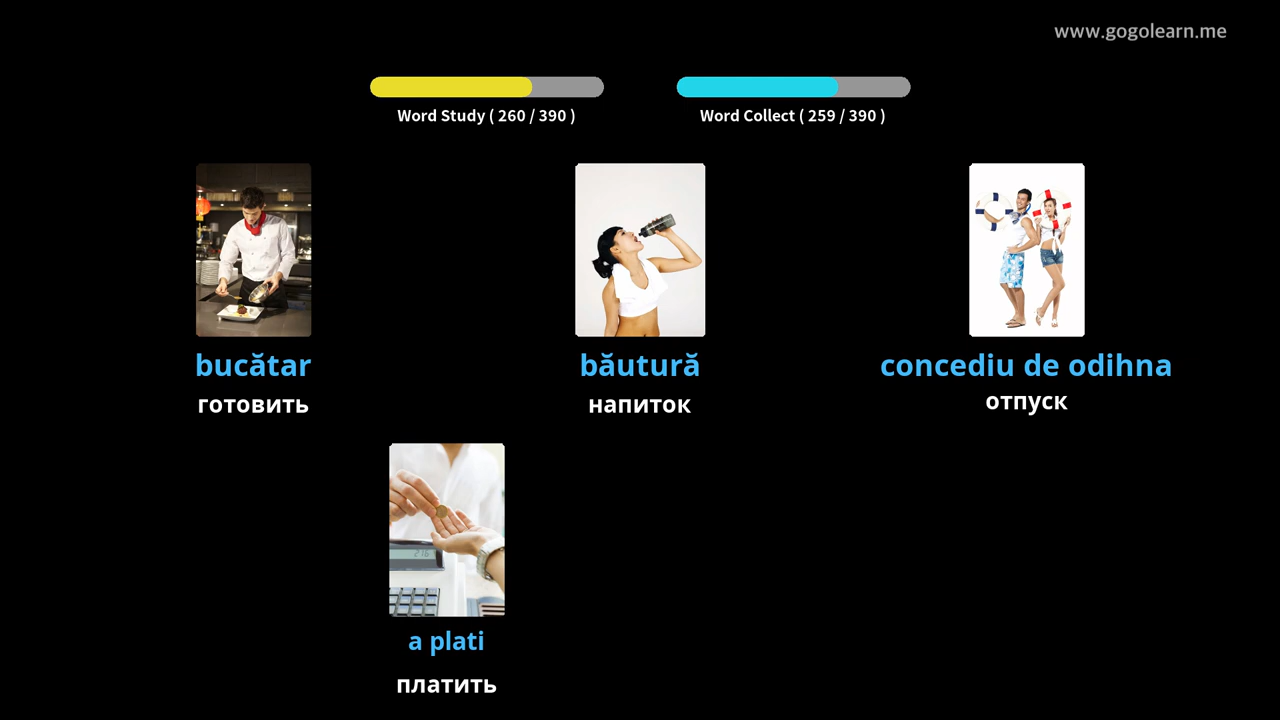 www.gogolearn.me
Word Study ( 260 / 390 )
Word Collect ( 259 / 390 )
bucătar
готовить
băutură
напиток
concediu de odihna
отпуск
a plati
платить